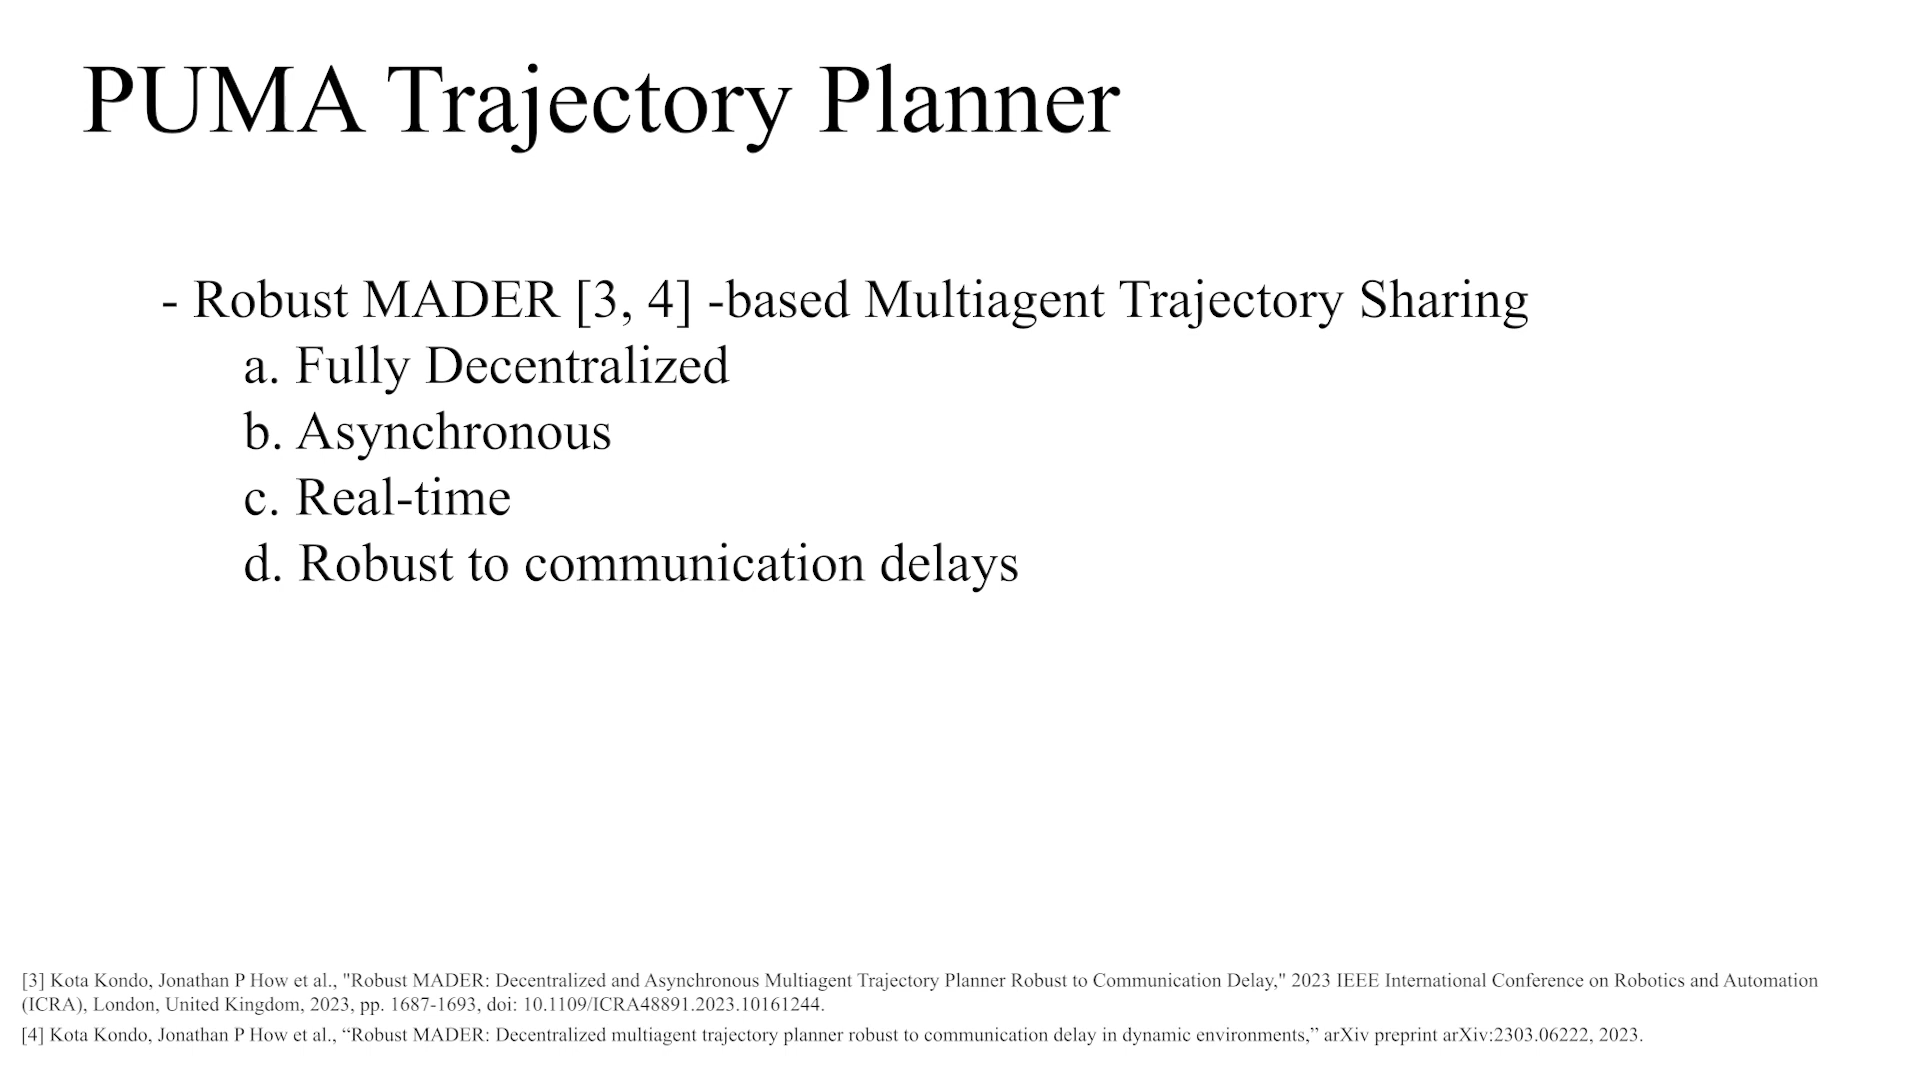 PUMA Trajectory Planner
- Robust MADER [3, 4] -based Multiagent Trajectory Sharing
a. Fully Decentralized
b. Asynchronous
c. Real-time
d. Robust to communication delays
[3] Kota Kondo, Jonathan P How et al., "Robust MADER: Decentralized and Asynchronous Multiagent Trajectory Planner Robust to Communication Delay," 2023 IEEE International Conference on Robotics and Automation
(ICRA), London, United Kingdom, 2023, pp. 1687-1693, doi: 10.1109/ICRA48891.2023.10161244.
[4] Kota Kondo, Jonathan P How et al., “Robust MADER: Decentralized multiagent trajectory planner robust to communication delay in dynamic environments,” arXiv preprint arXiv:2303.06222, 2023.